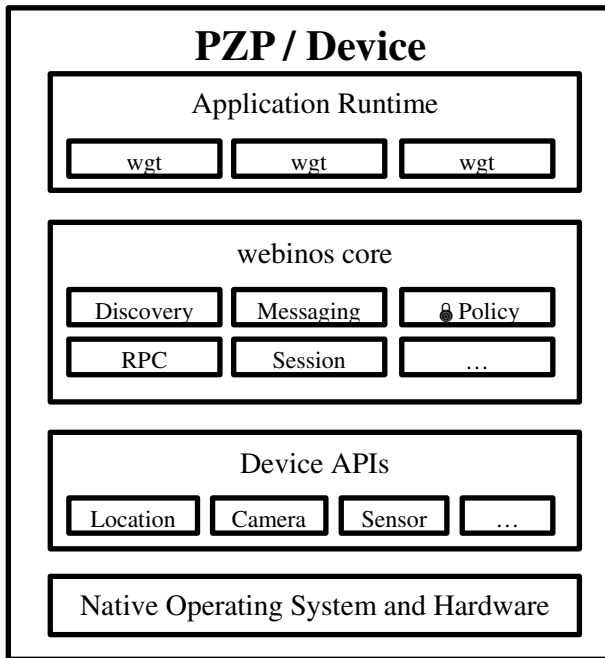 PZP / Device
Application Runtime
wgt wgt wgt
webinos core
Discovery Messaging Policy
RPC Session …
Device APIs
Location Camera Sensor …
Native Operating System and Hardware